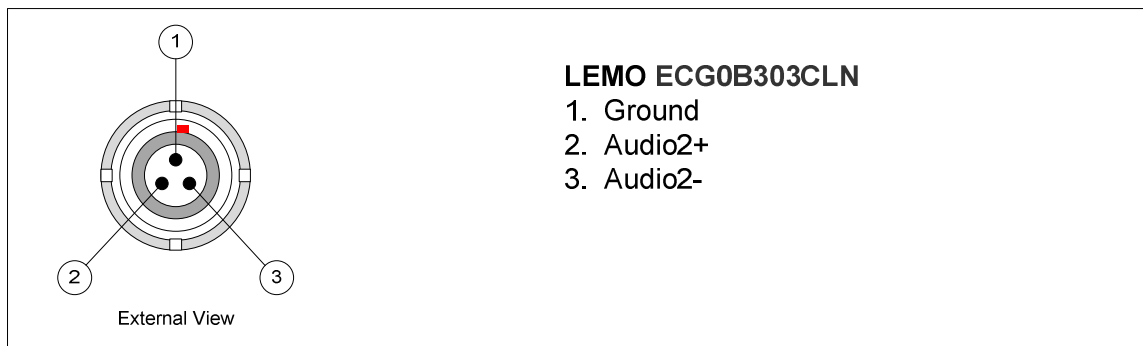 1
LEMO ECG0B303CLN
1. Ground
2. Audio2+
3. Audio2-
2
3
External View